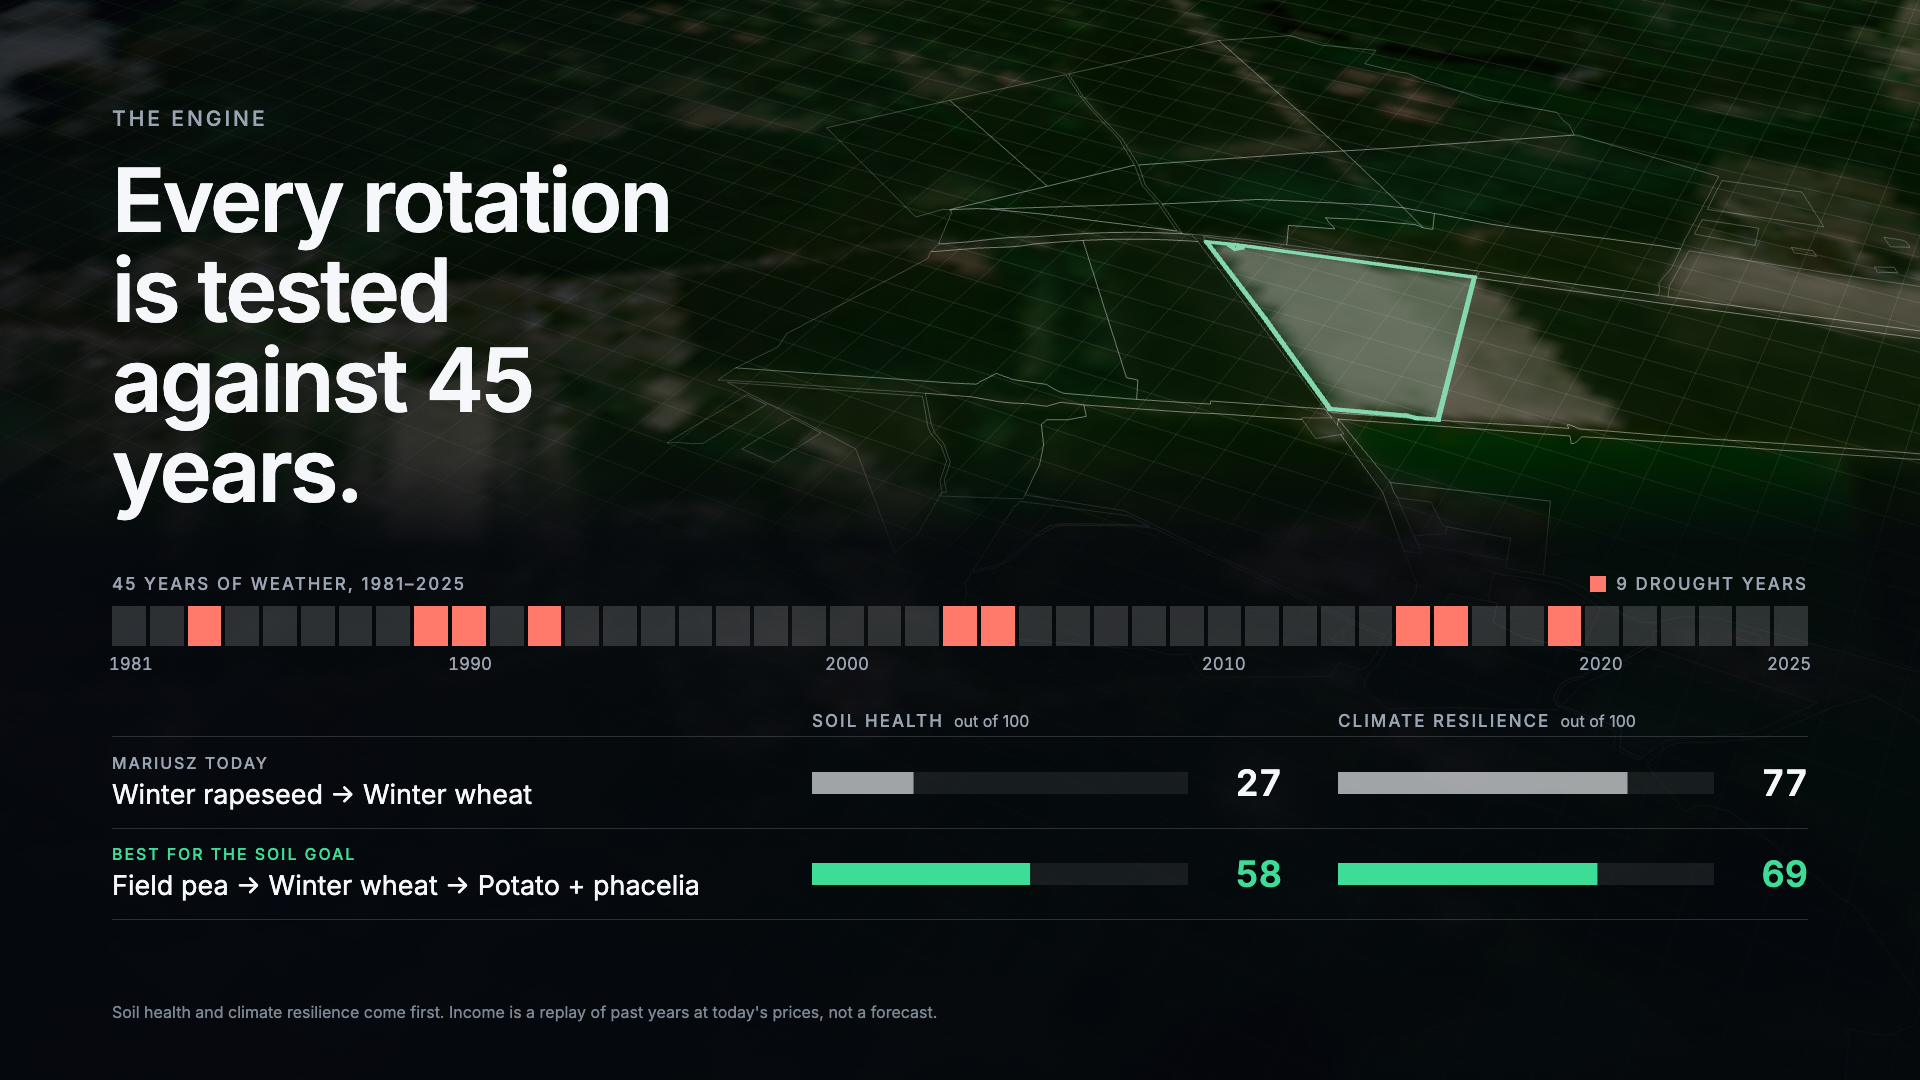 THE ENGINE
Every rotation
is tested
against 45
years.
45 YEARS OF WEATHER, 1981–2025
9 DROUGHT YEARS
1981 1990 2000 2010 2020 2025
SOIL HEALTH out of 100 CLIMATE RESILIENCE out of 100
MARIUSZ TODAY
Winter rapeseed → Winter wheat 27 77
BEST FOR THE SOIL GOAL
Field pea → Winter wheat → Potato + phacelia 58 69
Soil health and climate resilience come first. Income is a replay of past years at today's prices, not a forecast.